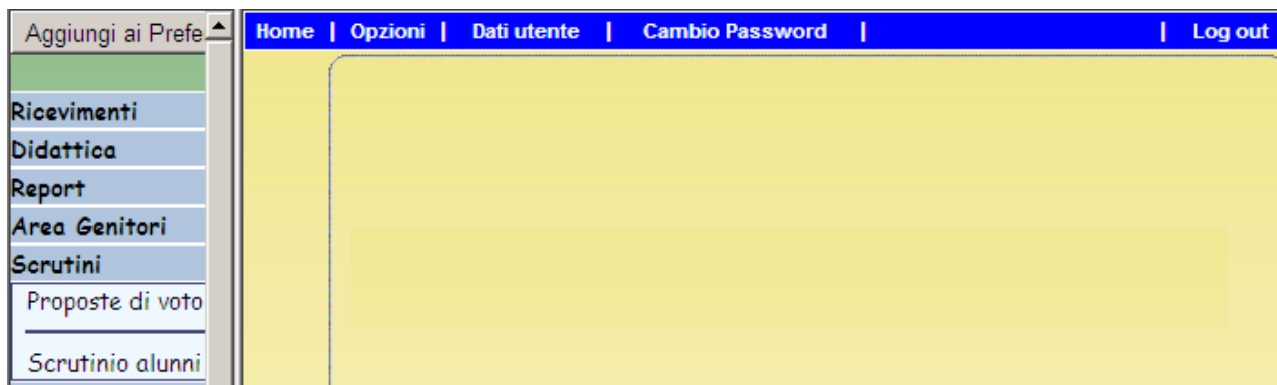 Aggiungi ai Prefe
Home | Opzioni | Dati utente | Cambio Password | | Log out
Ricevimenti
Didattica
Report
Area Genitori
Scrutini
Proposte di voto
Scrutinio alunni